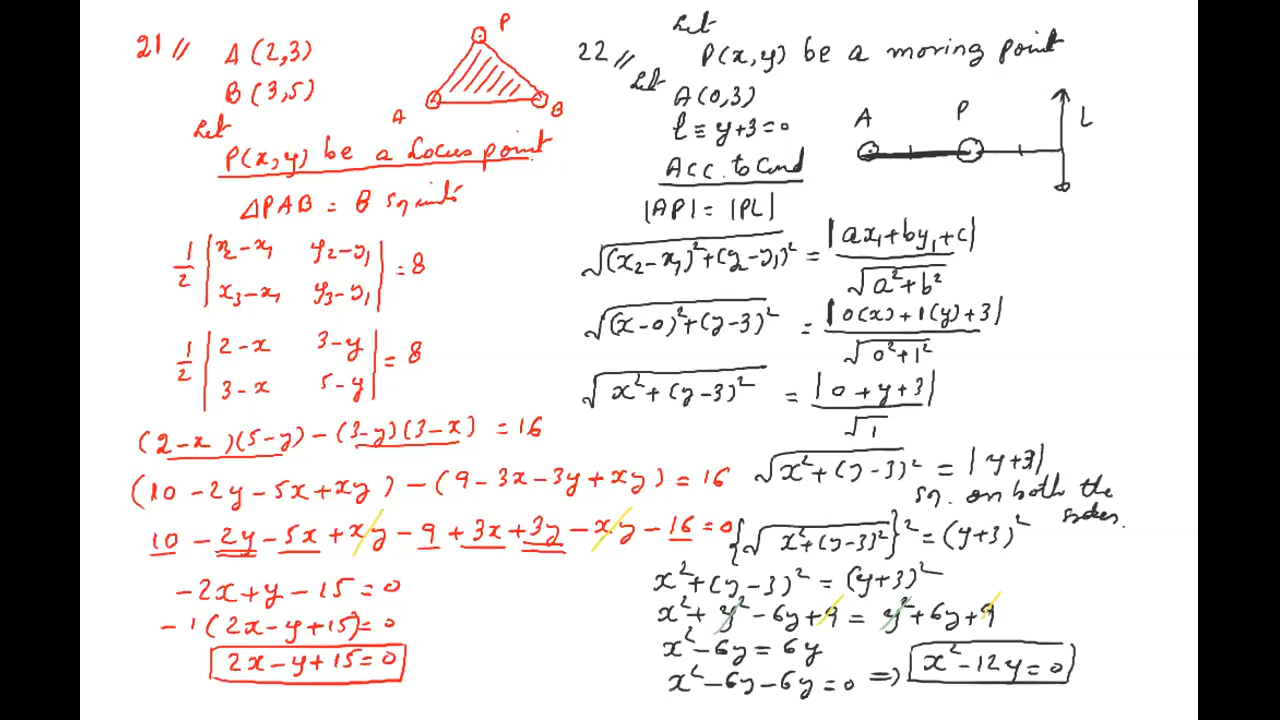 21//
A (2,3)
B (3,5)
P
A
B
Let
P(x,y) be a Locus point.
ΔPAB = 8 sq units
1/2 |x₂-x₁ y₂-y₁| = 8
|x₃-x₁ y₃-y₁|
1/2 |2-x 3-y| = 8
|3-x 5-y|
(2-x)(5-y) - (3-y)(3-x) = 16
(10 - 2y - 5x + xy) - (9 - 3x - 3y + xy) = 16
10 - 2y - 5x + xy - 9 + 3x + 3y - xy - 16 = 0
-2x + y - 15 = 0
-1(2x - y + 15) = 0
2x - y + 15 = 0
22//
Let
P(x,y) be a moving point
Let
A(0,3)
l ≡ y+3=0
A
P
L
Acc. to Cond
|AP| = |PL|
√(x₂-x₁)²+(y₂-y₁)² = |ax₁+by₁+c| / √a²+b²
√(x-0)²+(y-3)² = |0(x)+1(y)+3| / √0²+1²
√x²+(y-3)² = |0+y+3| / √1
√x²+(y-3)² = |y+3|
sq. on both the
sides.
{√x²+(y-3)²}² = (y+3)²
x²+(y-3)² = (y+3)²
x²+y²-6y+9 = y²+6y+9
x²-6y = 6y
x²-6y-6y=0 ⇒ x²-12y=0